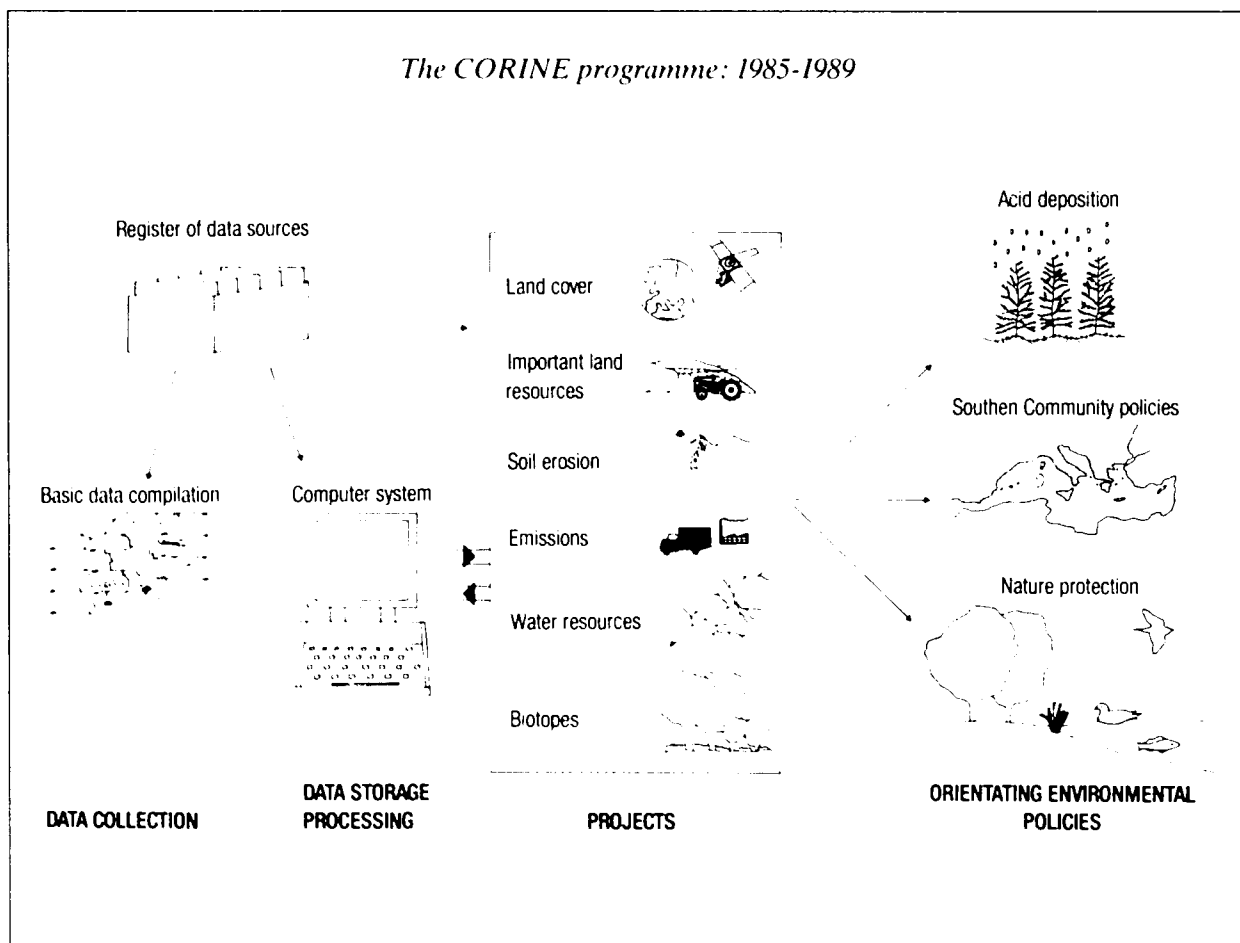 The CORINE programme: 1985-1989
Register of data sources
Basic data compilation
Computer system
Land cover
Important land
resources
Soil erosion
Emissions
Water resources
Biotopes
Acid deposition
Southen Community policies
Nature protection
DATA COLLECTION
DATA STORAGE
PROCESSING
PROJECTS
ORIENTATING ENVIRONMENTAL
POLICIES